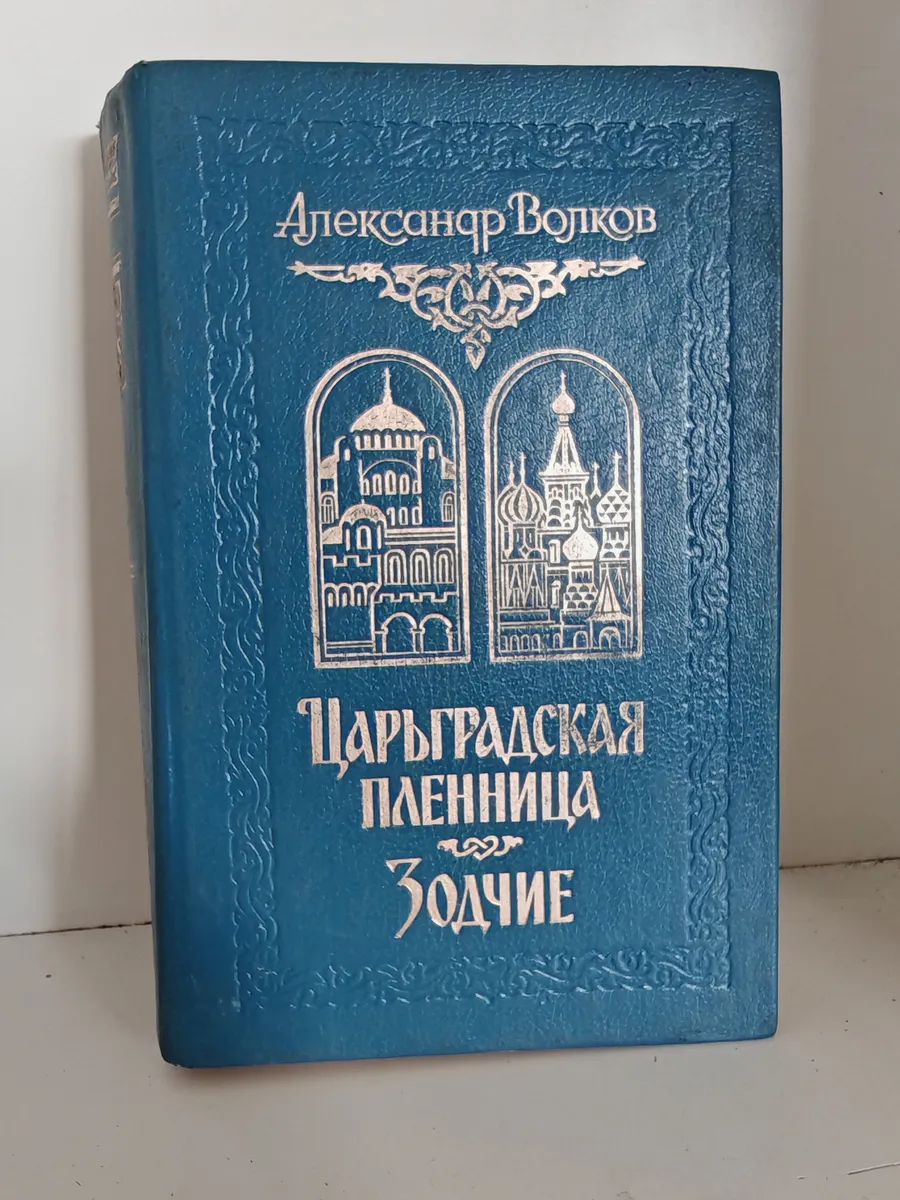 Александр Волков
Царьградская
пленница
Зодчие